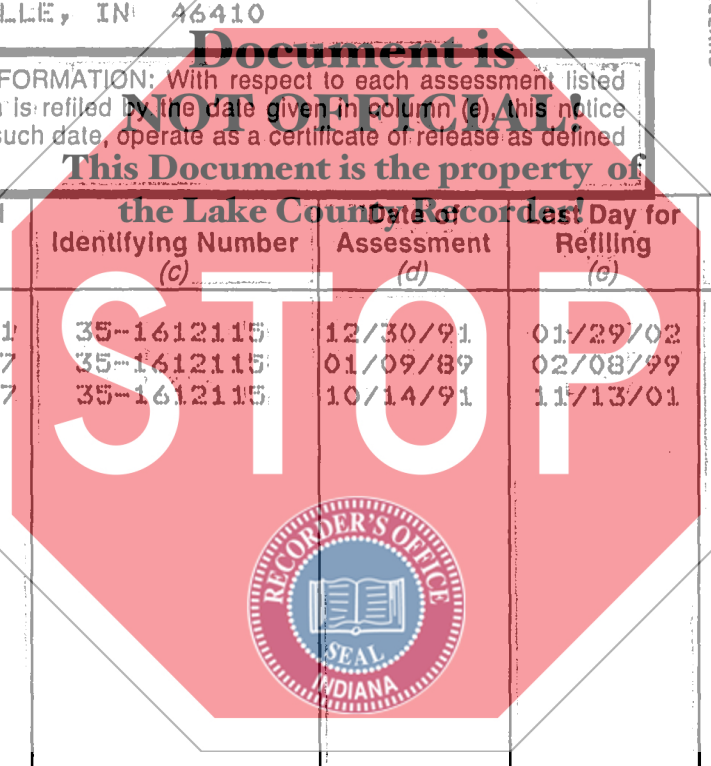 LLE, IN 46410
Document is
FORMATION: With respect to each assessment listed
is refiled by the date given in column (e), this notice
NOT OFFICIAL!
such date, operate as a certificate of release as defined
This Document is the property of
the Lake County Recorder!
Identifying Number
(c)
Date of
Assessment
(d)
Last Day for
Refiling
(e)
1 35-1612115 12/30/91 01/29/02
7 35-1612115 01/09/89 02/08/99
7 35-1612115 10/14/91 11/13/01
STOP
RECORDER'S OFFICE
SEAL
INDIANA